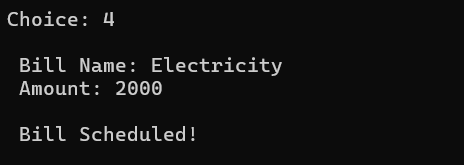 Choice: 4
Bill Name: Electricity
Amount: 2000
Bill Scheduled!